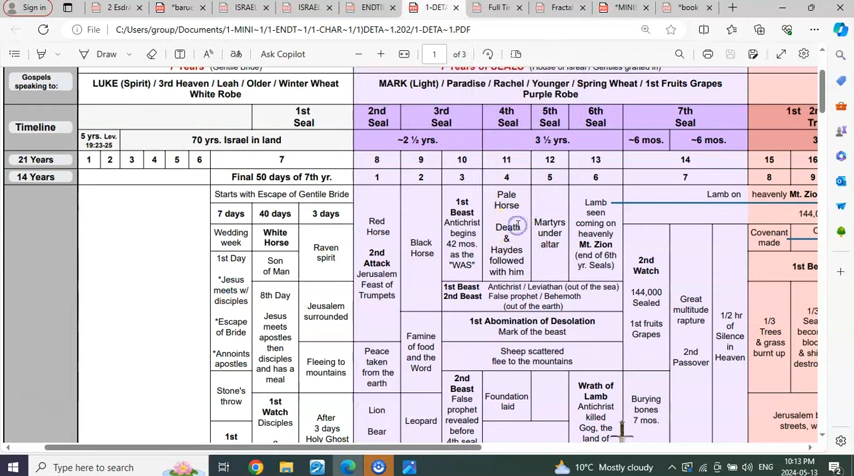 Sign in
2 Esdra
*baruc
ISRAEL
ISRAEL
ENDTI
1-DETA
Full Tim
Fractal
*MINIS
*book
File
C:/Users/group/Documents/1-MINI~1/1-ENDT~1/1-CHAR~1/1)DETA~1.202/1-DETA~1.PDF
Draw
Ask Copilot
1
of 3
7 Years of SEALS
Gospels
speaking to:
LUKE (Spirit) / 3rd Heaven / Leah / Older / Winter Wheat
White Robe
MARK (Light) / Paradise / Rachel / Younger / Spring Wheat / 1st Fruits Grapes
Purple Robe
Timeline
1st
Seal
2nd
Seal
3rd
Seal
4th
Seal
5th
Seal
6th
Seal
7th
Seal
1st
5 yrs. Lev.
19:23-25
70 yrs. Israel in land
~2 ½ yrs.
3 ½ yrs.
~6 mos.
~6 mos.
21 Years
1 2 3 4 5 6 7 8 9 10 11 12 13 14 15 16
14 Years
Final 50 days of 7th yr.
1 2 3 4 5 6 7 8 9
Starts with Escape of Gentile Bride
7 days
40 days
3 days
Wedding
week
1st Day
*Jesus
meets w/
disciples
*Escape
of Bride
*Annoints
apostles
Stone's
throw
1st
White
Horse
Son
of Man
8th Day
Jesus
meets
apostles
then
disciples
and has a
meal
1st
Watch
Disciples
Raven
spirit
Jerusalem
surrounded
Fleeing to
mountains
After
3 days
Holy Ghost
Red
Horse
2nd
Attack
Jerusalem
Feast of
Trumpets
Peace
taken
from the
earth
Lion
Bear
Black
Horse
Famine
of food
and the
Word
Leopard
1st
Beast
Antichrist
begins
42 mos.
as the
"WAS"
Pale
Horse
Death
&
Haydes
followed
with him
Martyrs
under
altar
Lamb
seen
coming on
heavenly
Mt. Zion
(end of 6th
yr. Seals)
1st Beast Antichrist / Leviathan (out of the sea)
2nd Beast False prophet / Behemoth
(out of the earth)
1st Abomination of Desolation
Mark of the beast
Sheep scattered
flee to the mountains
2nd
Beast
False
prophet
revealed
before
4th seal
Foundation
laid
Wrath of
Lamb
Antichrist
killed
Gog, the
land of
Lamb on heavenly Mt. Zion
144,000
2nd
Watch
144,000
Sealed
1st fruits
Grapes
Burying
bones
7 mos.
Great
multitude
rapture
2nd
Passover
1/2 hr
of
Silence
in
Heaven
Covenant
made
1st B
1/3
Trees
& grass
burnt up
1/3
Jerusalem
streets, w
Type here to search
10°C Mostly cloudy
10:13 PM
2024-05-13